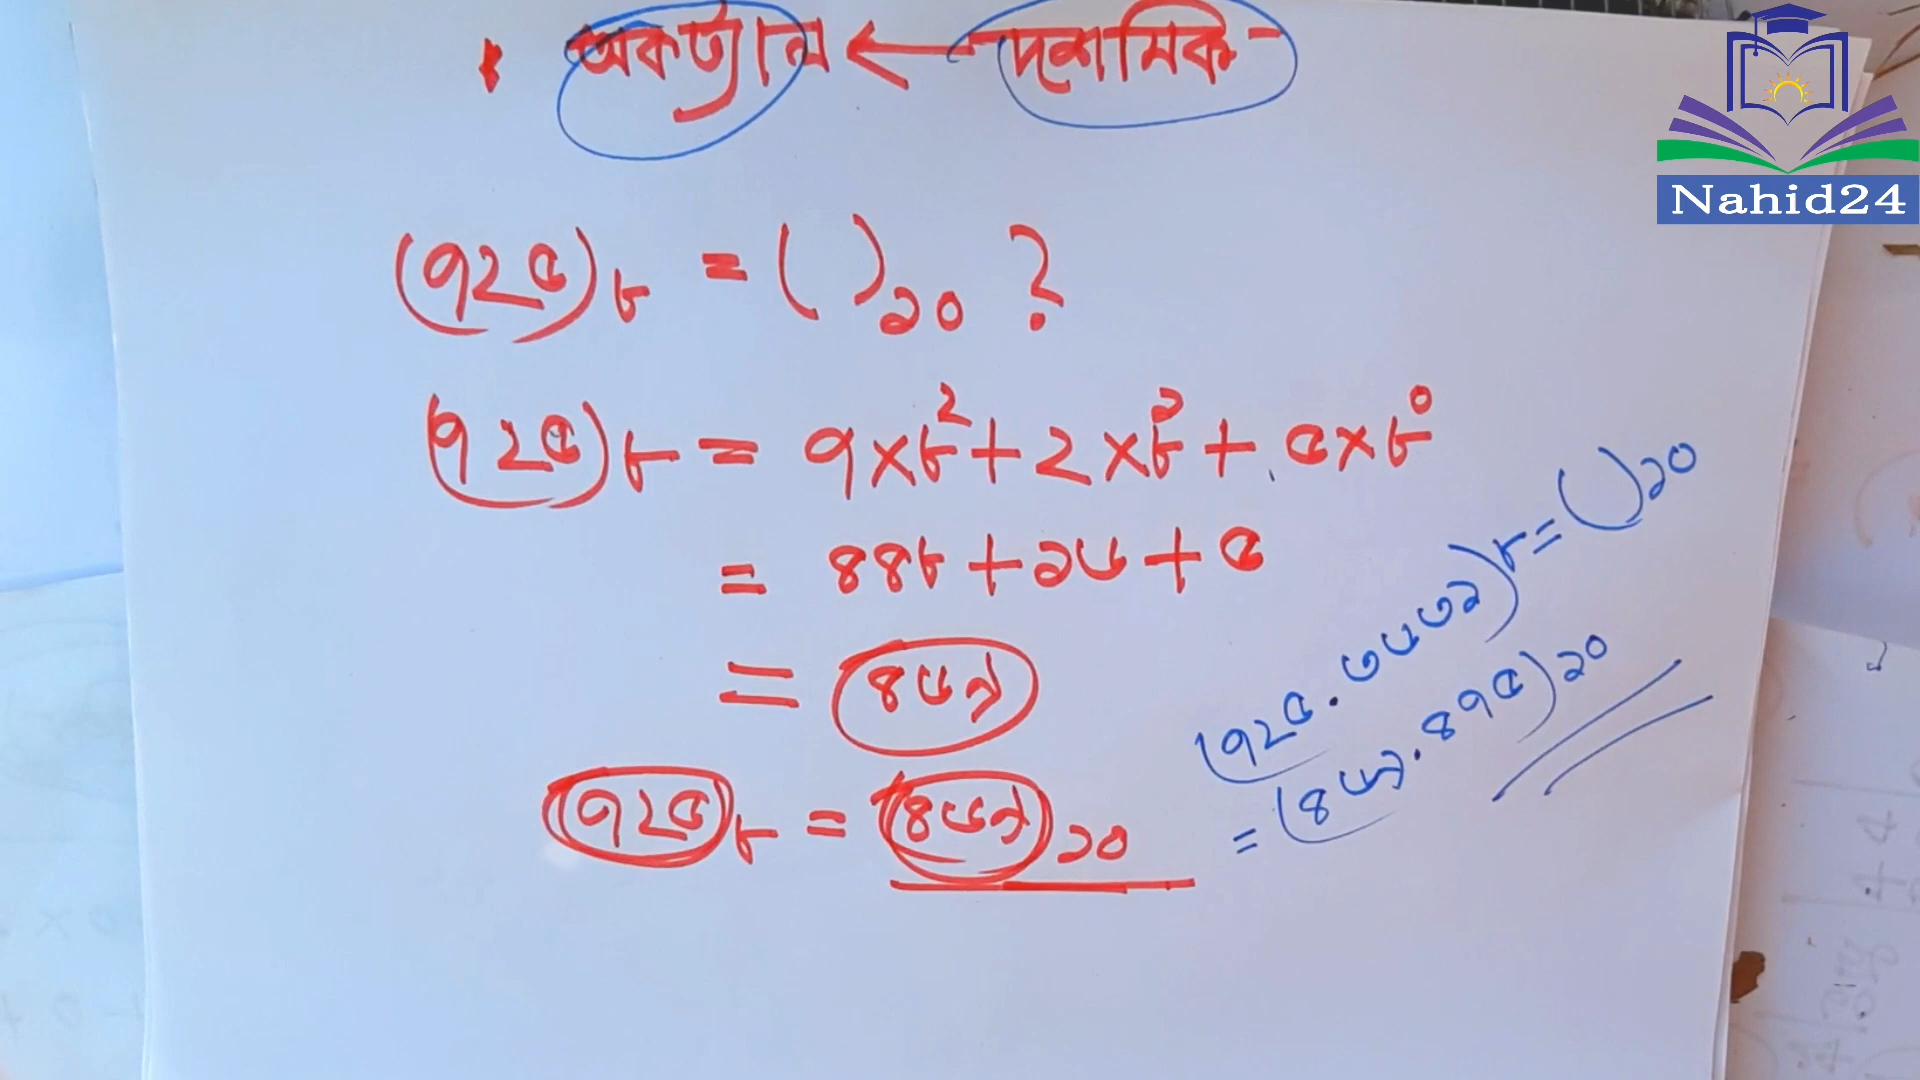 অকট্যাল ← দশমিক
Nahid24
(৭২৫)৮ = ( )১০ ?
(৭২৫)৮ = ৭×৮² + ২×৮¹ + ৫×৮⁰
= ৪৪৮ + ১৬ + ৫
= ৪৬৯
(৭২৫)৮ = (৪৬৯)১০
(৭২৫.৩৬৩১)৮ = ( )১০
= (৪৬৯.৪৭৫)১০